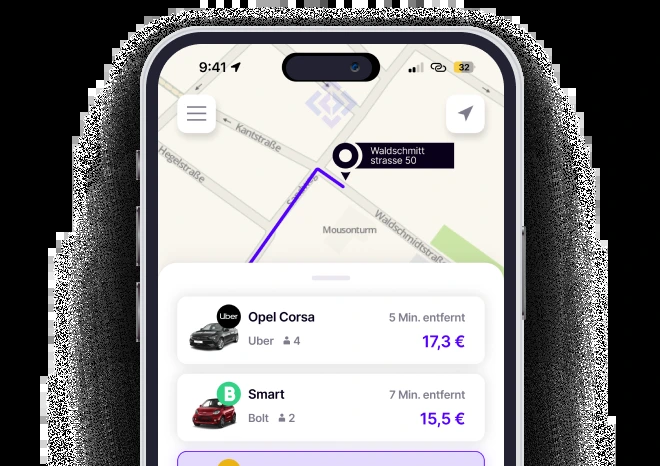 9:41
32
Kantstraße
Hegelstraße
Waldschmitt
strasse 50
Waldschmidtstraße
Mousonturm
Uber
Opel Corsa
5 Min. entfernt
Uber
4
17,3 €
B
Smart
7 Min. entfernt
Bolt
2
15,5 €